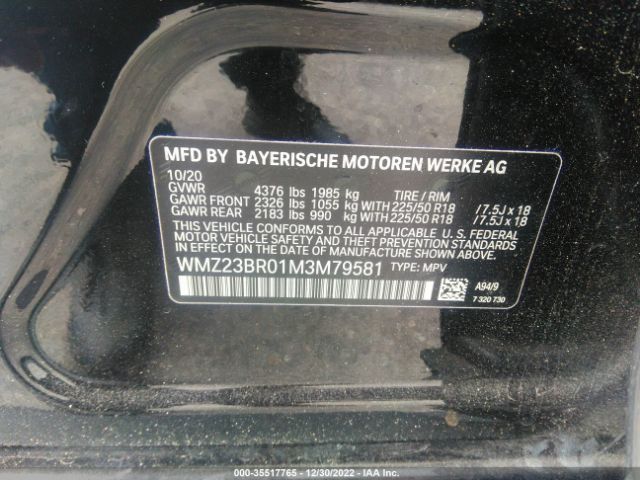 MFD BY BAYERISCHE MOTOREN WERKE AG
10/20
GVWR 4376 lbs 1985 kg TIRE / RIM
GAWR FRONT 2326 lbs 1055 kg WITH 225/50 R18 /7.5J x 18
GAWR REAR 2183 lbs 990 kg WITH 225/50 R18 /7.5J x 18
THIS VEHICLE CONFORMS TO ALL APPLICABLE U. S. FEDERAL
MOTOR VEHICLE SAFETY STANDARDS IN EFFECT ON THE
DATE OF MANUFACTURE SHOWN ABOVE.
WMZ23BR01M3M79581 TYPE: MPV
A94/9
7 320 730
000-35517765 - 12/30/2022 - IAA Inc.